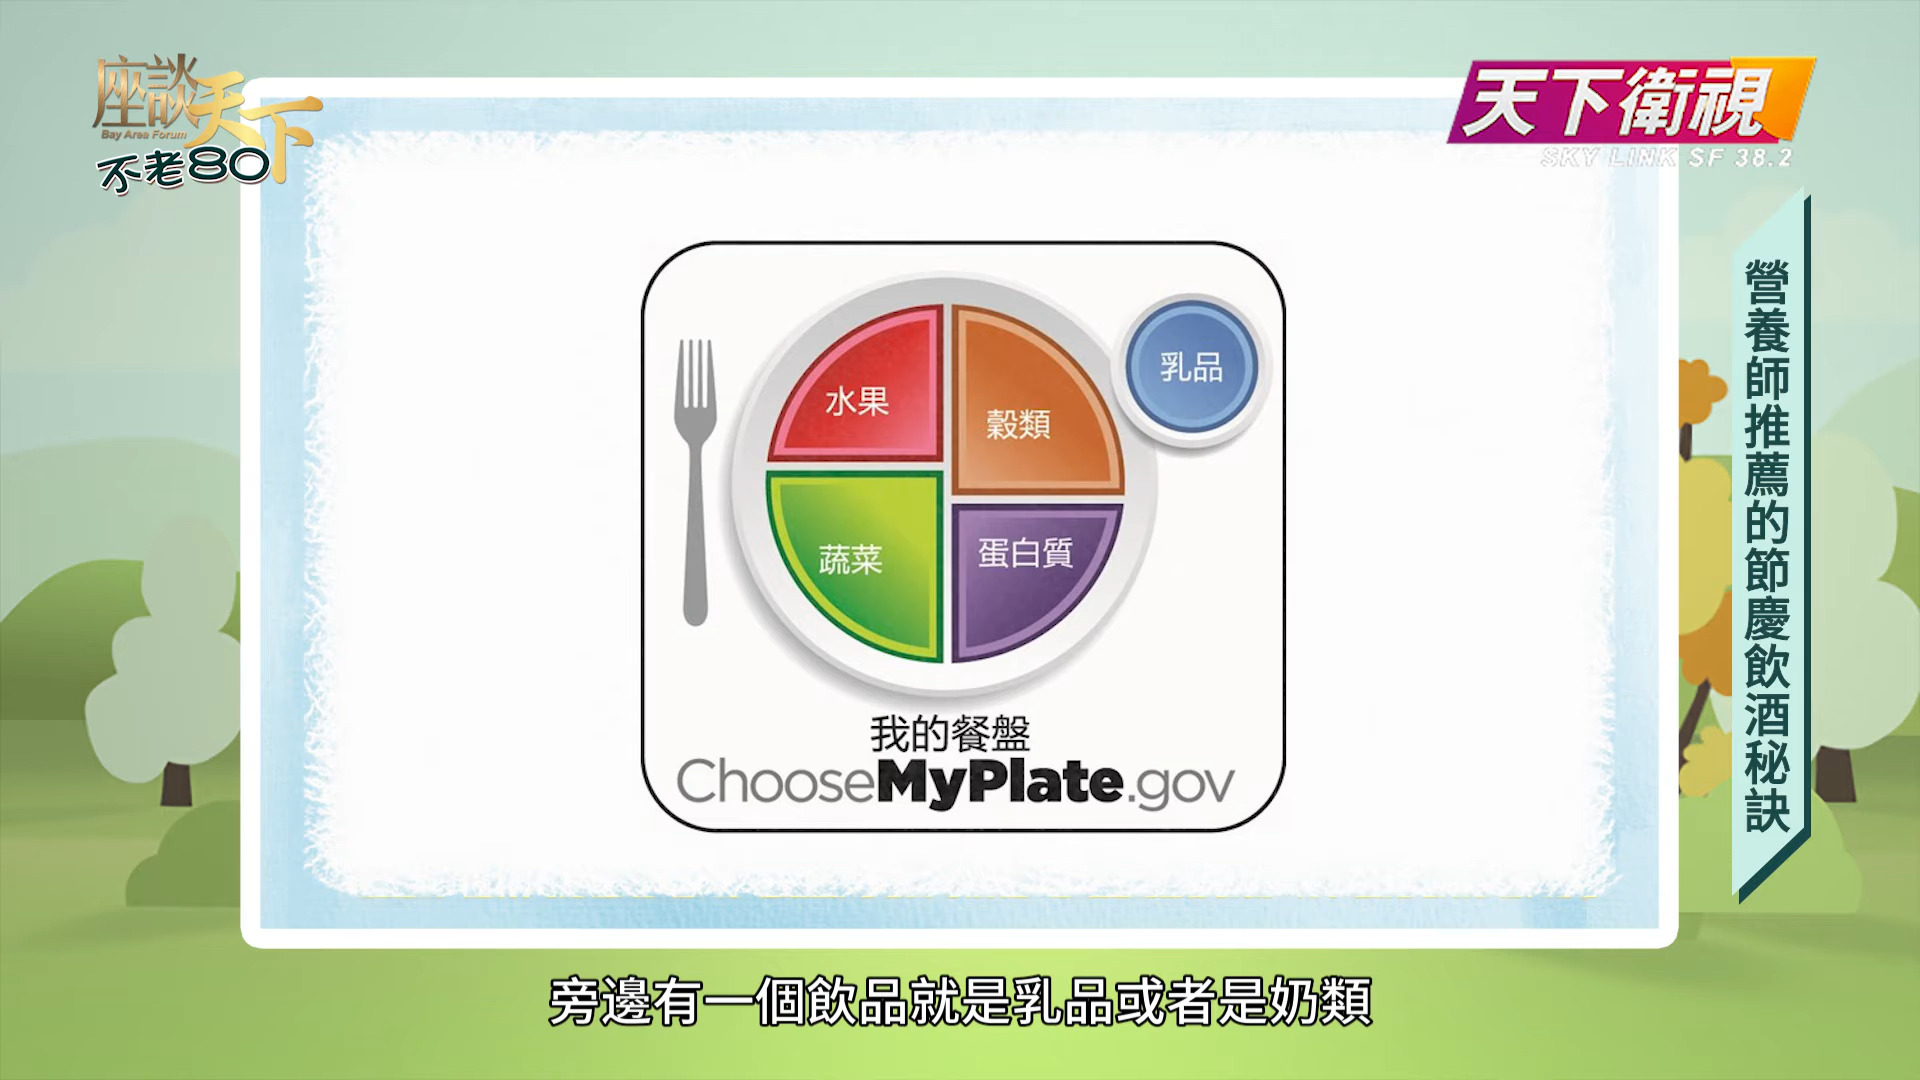 座談天下
Bay Area Forum
不老80
天下衛視
SKY LINK SF 38.2
營養師推薦的節慶飲酒秘訣
水果
穀類
乳品
蔬菜
蛋白質
我的餐盤
ChooseMyPlate.gov
旁邊有一個飲品就是乳品或者是奶類